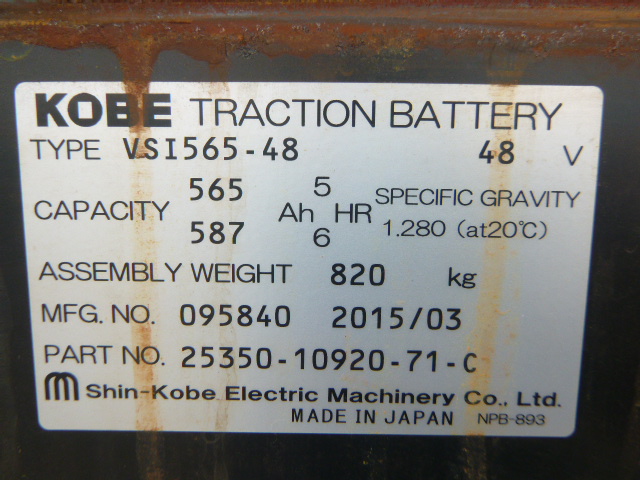 KOBE TRACTION BATTERY
TYPE VSI565-48 48 V
CAPACITY 565 Ah 5 HR SPECIFIC GRAVITY
587 6 1.280 (at20℃)
ASSEMBLY WEIGHT 820 kg
MFG. NO. 095840 2015/03
PART NO. 25350-10920-71-C
Shin-Kobe Electric Machinery Co., Ltd.
MADE IN JAPAN NPB-893